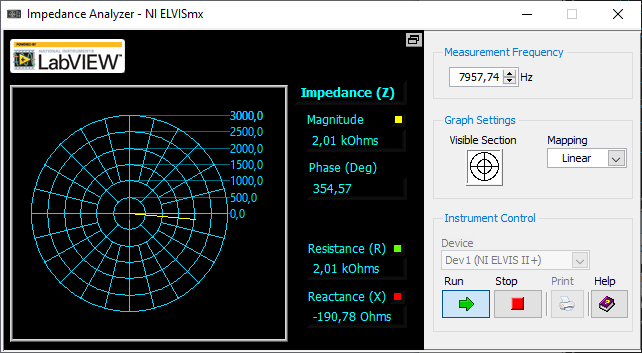 Impedance Analyzer - NI ELVISmx
POWERED BY
NATIONAL INSTRUMENTS
LabVIEW™
3000,0
2500,0
2000,0
1500,0
1000,0
500,0
0,0
Impedance (Z)
Magnitude
2,01 kOhms
Phase (Deg)
354,57
Resistance (R)
2,01 kOhms
Reactance (X)
-190,78 Ohms
Measurement Frequency
7957,74 Hz
Graph Settings
Visible Section
Mapping
Linear
Instrument Control
Device
Dev1 (NI ELVIS II+)
Run Stop Print Help